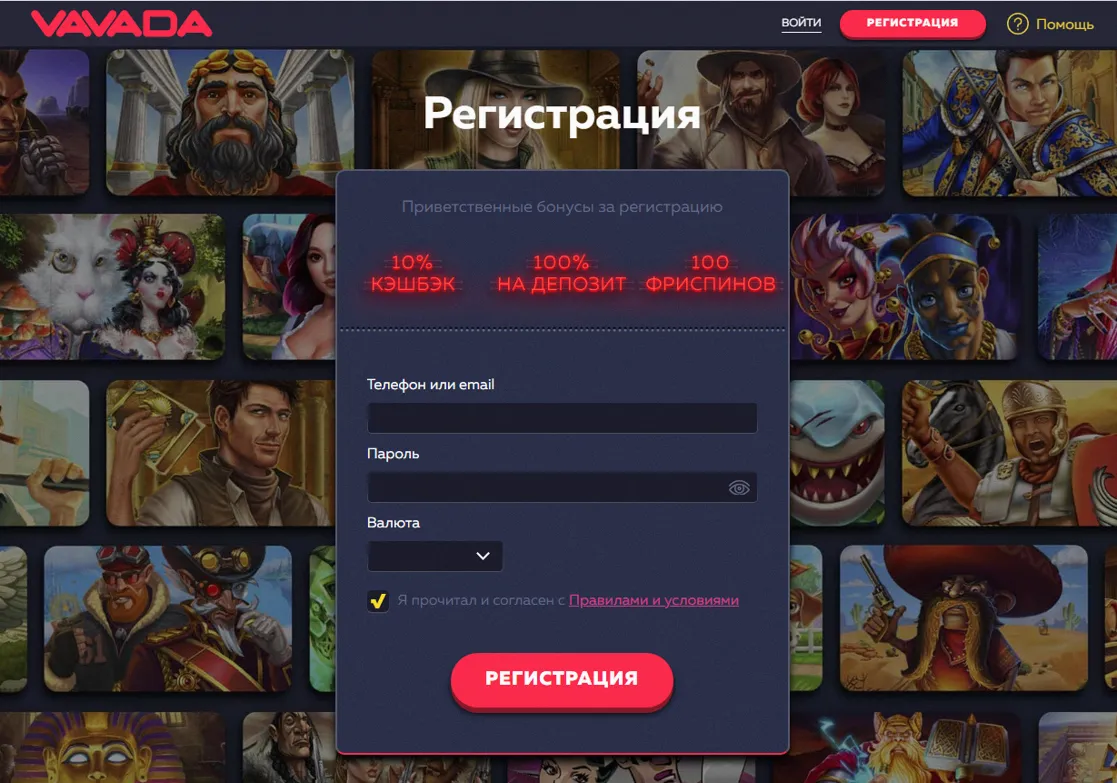 VAVADA
ВОЙТИ
РЕГИСТРАЦИЯ
? Помощь
Регистрация
Приветственные бонусы за регистрацию
10%
КЭШБЭК
100%
НА ДЕПОЗИТ
100
ФРИСПИНОВ
Телефон или email
Пароль
Валюта
Я прочитал и согласен с Правилами и условиями
РЕГИСТРАЦИЯ